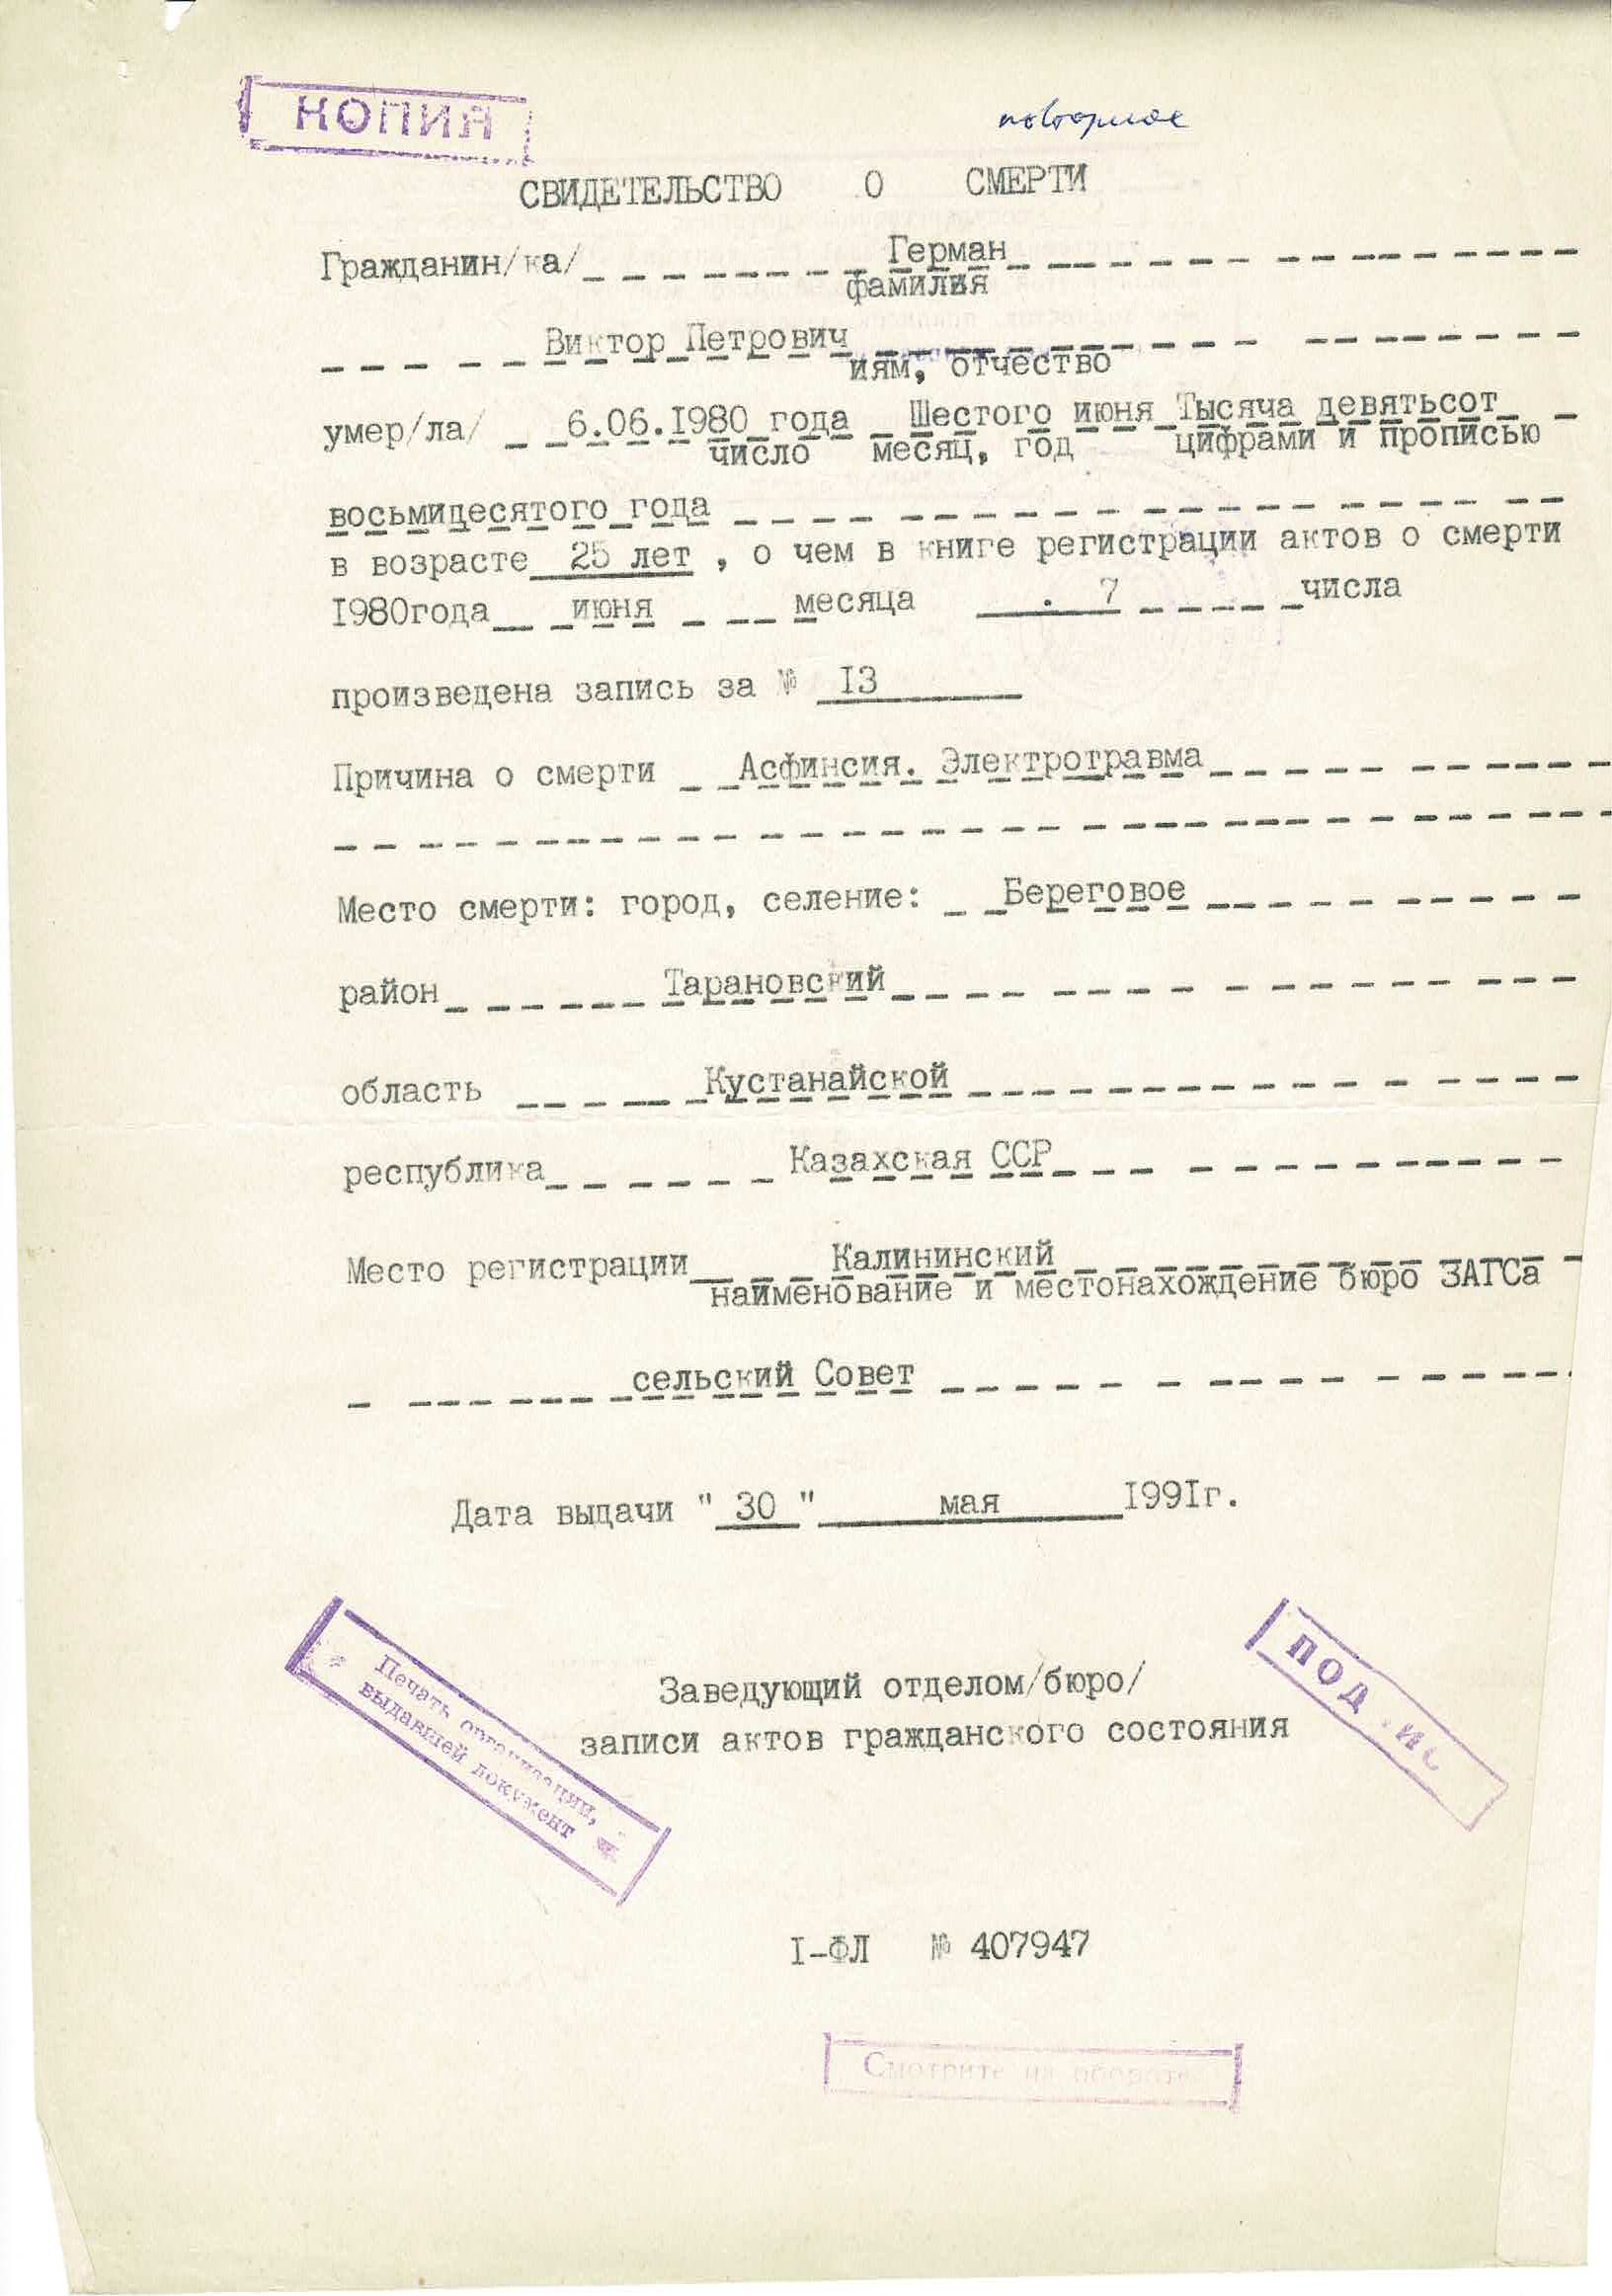 КОПИЯ
повторное
СВИДЕТЕЛЬСТВО О СМЕРТИ
Гражданин/ка/ Герман
фамилия
Виктор Петрович
иям, отчество
умер/ла/ 6.06.1980 года Шестого июня Тысяча девятьсот
число месяц, год цифрами и прописью
восьмидесятого года
в возрасте 25 лет , о чем в книге регистрации актов о смерти
1980года июня месяца . 7 числа
произведена запись за № 13
Причина о смерти Асфинсия. Электротравма
Место смерти: город, селение: Береговое
район Тарановский
область Кустанайской
республика Казахская ССР
Место регистрации Калининский
наименование и местонахождение бюро ЗАГСа
сельский Совет
Дата выдачи " 30 " мая 1991г.
Печать организации,
выдавшей документ
ПОДПИСЬ
Заведующий отделом/бюро/
записи актов гражданского состояния
I-ФЛ № 407947
Смотрите на обороте